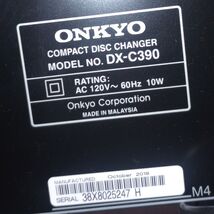 ONKYO
COMPACT DISC CHANGER
MODEL NO. DX-C390
RATING:
AC 120V~ 60Hz 10W
Onkyo Corporation
MADE IN MALAYSIA
MANUFACTURED October 2018
SERIAL 38X8025247 H
M4